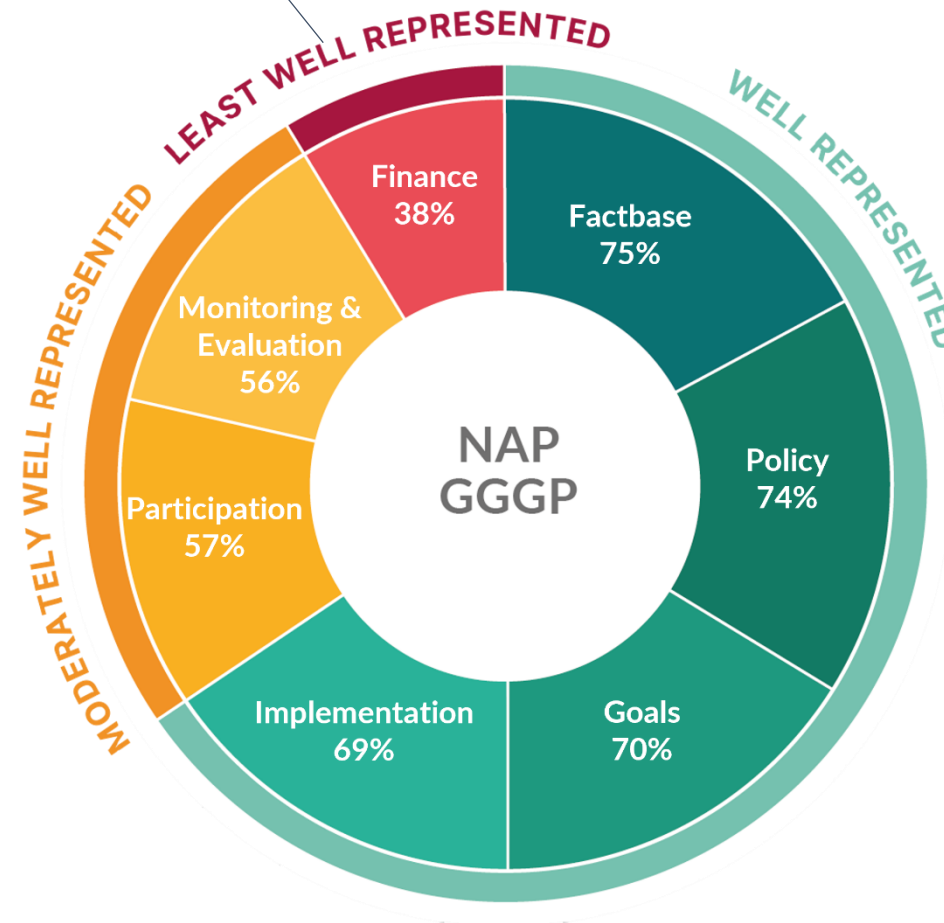 LEAST WELL REPRESENTED
WELL REPRESENTED
MODERATELY WELL REPRESENTED
Finance
38%
Factbase
75%
Monitoring &
Evaluation
56%
Policy
74%
NAP
GGGP
Participation
57%
Implementation
69%
Goals
70%